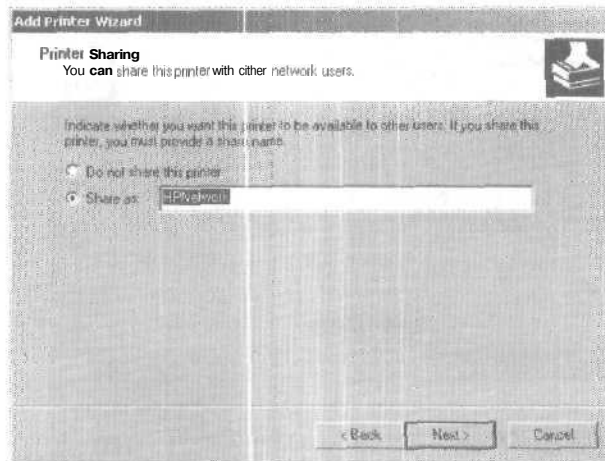 Add Printer Wizard
Printer Sharing
You can share this printer with cither network users.
Indicate whether you want this printer to be available to other users. If you share this
printer, you must provide a share name.
Do not share this printer
Share as: HPNetwork
< Back Next > Cancel